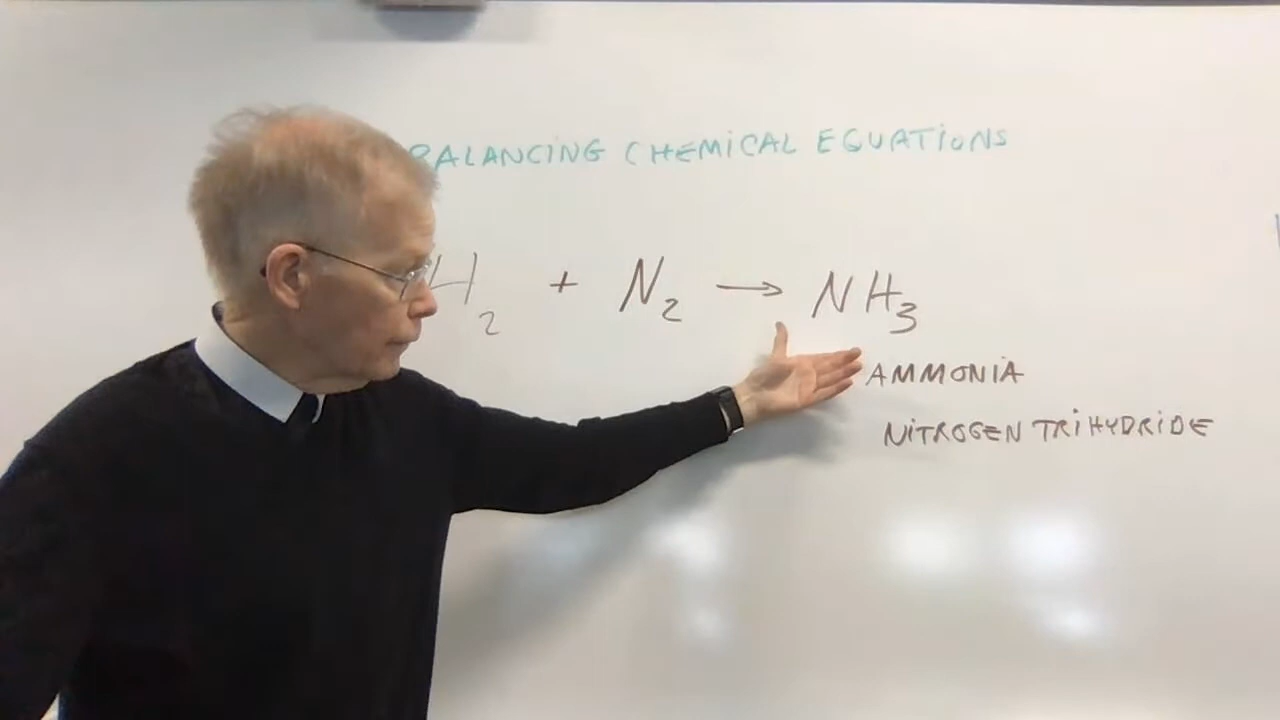 BALANCING CHEMICAL EQUATIONS
H₂ + N₂ → NH₃
AMMONIA
NITROGEN TRIHYDRIDE